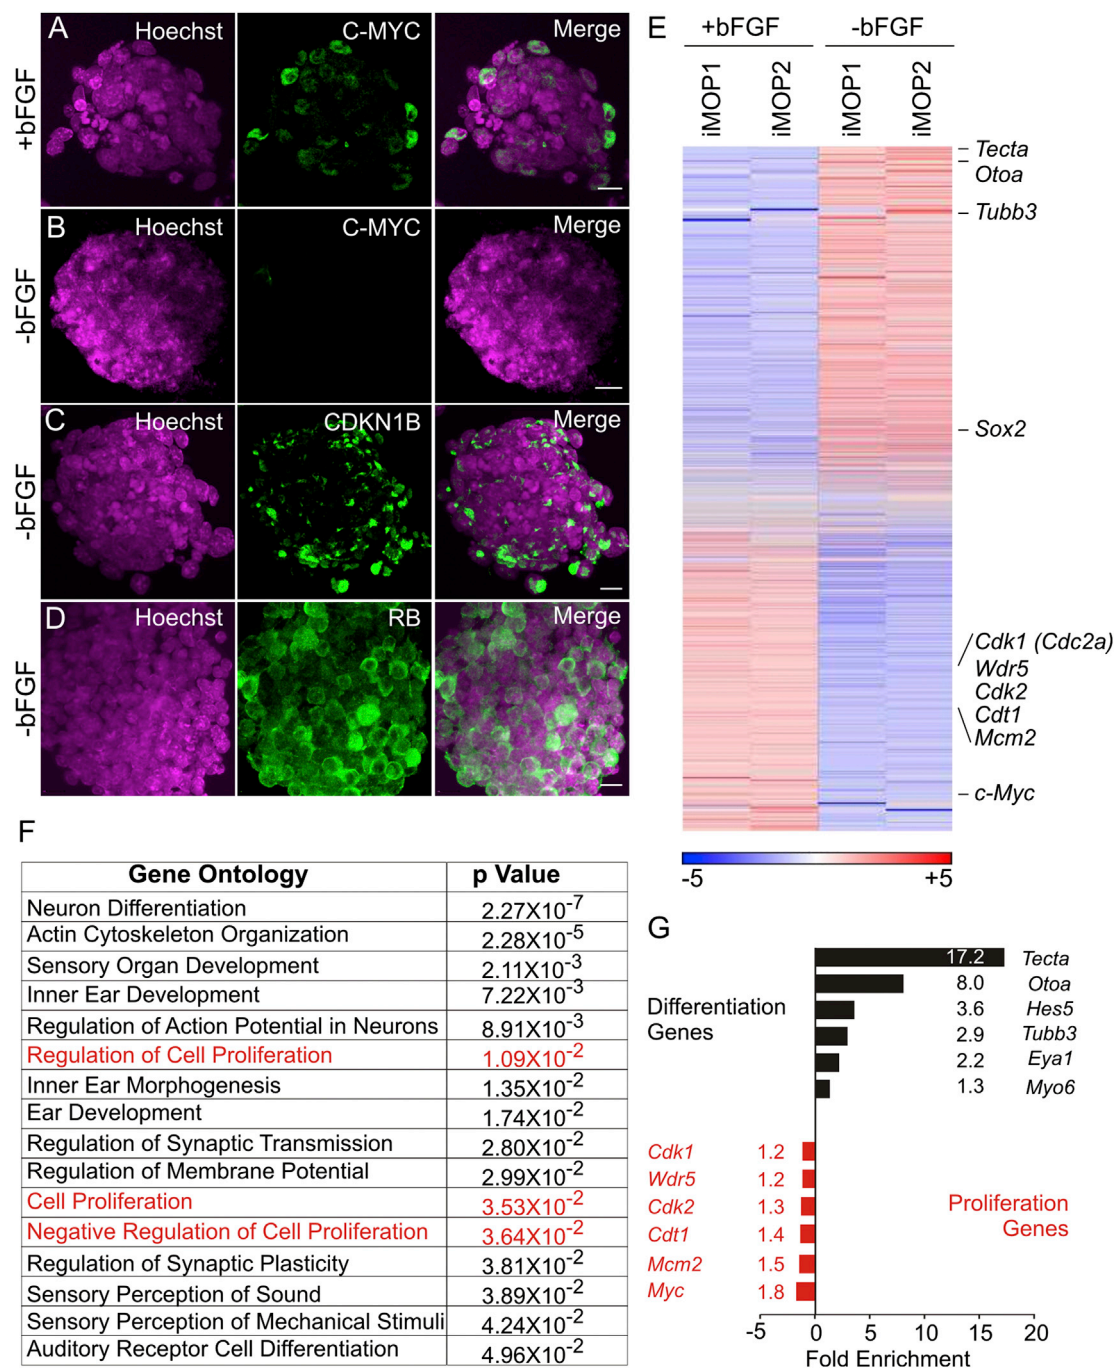 A
Hoechst
C-MYC
Merge
+bFGF
B
Hoechst
C-MYC
Merge
-bFGF
C
Hoechst
CDKN1B
Merge
-bFGF
D
Hoechst
RB
Merge
-bFGF
E
+bFGF
-bFGF
iMOP1
iMOP2
iMOP1
iMOP2
Tecta
Otoa
Tubb3
Sox2
Cdk1 (Cdc2a)
Wdr5
Cdk2
Cdt1
Mcm2
c-Myc
-5
+5
F
Gene Ontology p Value
Neuron Differentiation 2.27X10⁻⁷
Actin Cytoskeleton Organization 2.28X10⁻⁵
Sensory Organ Development 2.11X10⁻³
Inner Ear Development 7.22X10⁻³
Regulation of Action Potential in Neurons 8.91X10⁻³
Regulation of Cell Proliferation 1.09X10⁻²
Inner Ear Morphogenesis 1.35X10⁻²
Ear Development 1.74X10⁻²
Regulation of Synaptic Transmission 2.80X10⁻²
Regulation of Membrane Potential 2.99X10⁻²
Cell Proliferation 3.53X10⁻²
Negative Regulation of Cell Proliferation 3.64X10⁻²
Regulation of Synaptic Plasticity 3.81X10⁻²
Sensory Perception of Sound 3.89X10⁻²
Sensory Perception of Mechanical Stimuli 4.24X10⁻²
Auditory Receptor Cell Differentiation 4.96X10⁻²
G
Differentiation
Genes
17.2 Tecta
8.0 Otoa
3.6 Hes5
2.9 Tubb3
2.2 Eya1
1.3 Myo6
Cdk1 1.2
Wdr5 1.2
Cdk2 1.3
Cdt1 1.4
Mcm2 1.5
Myc 1.8
Proliferation
Genes
-5 0 5 10 15 20
Fold Enrichment